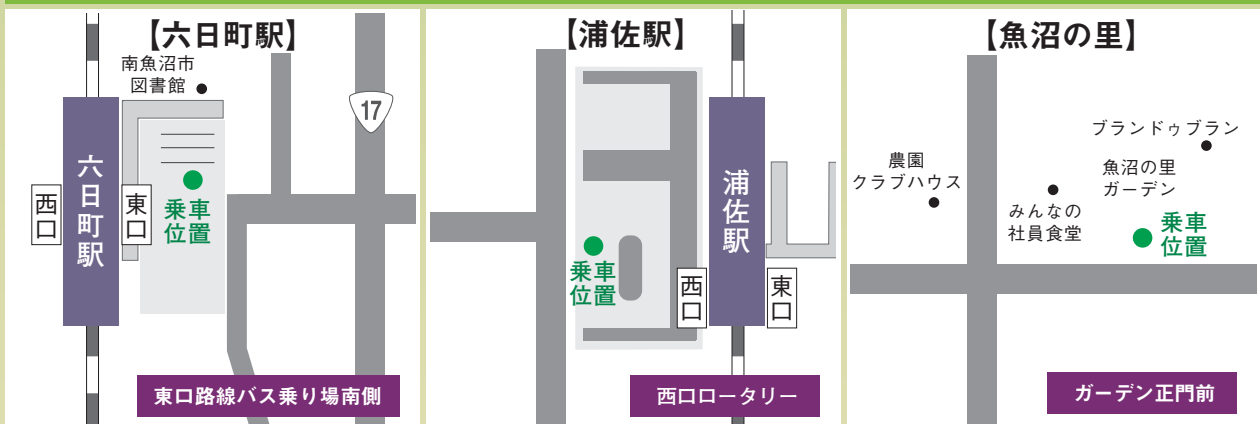 【六日町駅】
南魚沼市
図書館
17
六日町駅
西口
東口
乗車
位置
東口路線バス乗り場南側
【浦佐駅】
浦佐駅
乗車
位置
西口
東口
西口ロータリー
【魚沼の里】
ブランドゥブラン
農園
クラブハウス
魚沼の里
ガーデン
みんなの
社員食堂
乗車
位置
ガーデン正門前